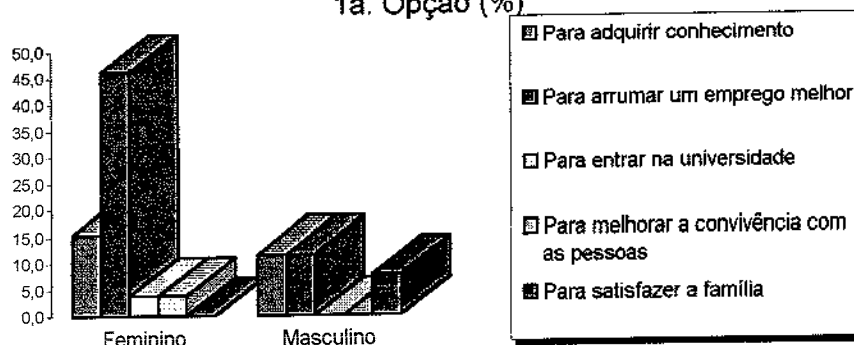 1a. Opção (%)
50,0
45,0
40,0
35,0
30,0
25,0
20,0
15,0
10,0
5,0
0,0
Feminino
Masculino
Para adquirir conhecimento
Para arrumar um emprego melhor
Para entrar na universidade
Para melhorar a convivência com
as pessoas
Para satisfazer a família